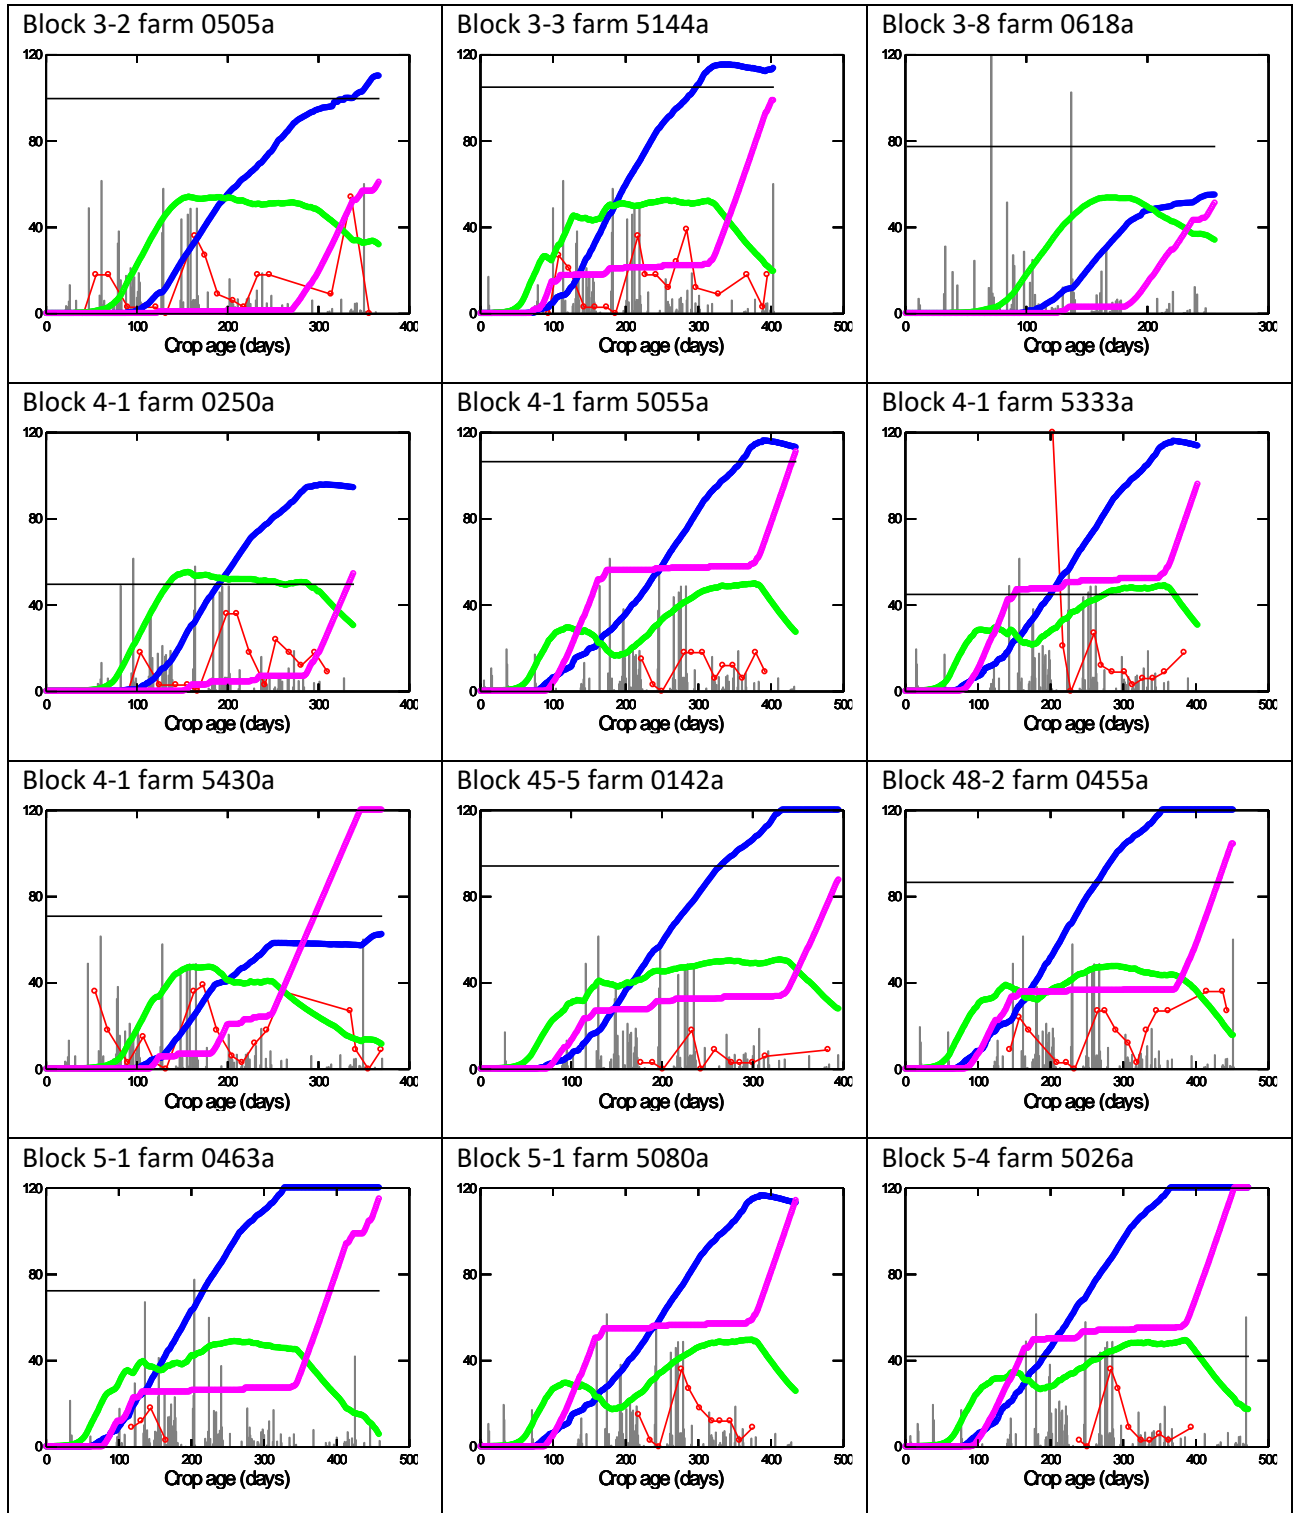 Block 3-2 farm 0505a
120
80
40
0
0 100 200 300 400
Crop age (days)
Block 3-3 farm 5144a
120
80
40
0
0 100 200 300 400 500
Crop age (days)
Block 3-8 farm 0618a
120
80
40
0
0 100 200 300
Crop age (days)
Block 4-1 farm 0250a
120
80
40
0
0 100 200 300 400
Crop age (days)
Block 4-1 farm 5055a
120
80
40
0
0 100 200 300 400 500
Crop age (days)
Block 4-1 farm 5333a
120
80
40
0
0 100 200 300 400 500
Crop age (days)
Block 4-1 farm 5430a
120
80
40
0
0 100 200 300 400
Crop age (days)
Block 45-5 farm 0142a
120
80
40
0
0 100 200 300 400
Crop age (days)
Block 48-2 farm 0455a
120
80
40
0
0 100 200 300 400 500
Crop age (days)
Block 5-1 farm 0463a
120
80
40
0
0 100 200 300 400 500
Crop age (days)
Block 5-1 farm 5080a
120
80
40
0
0 100 200 300 400 500
Crop age (days)
Block 5-4 farm 5026a
120
80
40
0
0 100 200 300 400 500
Crop age (days)